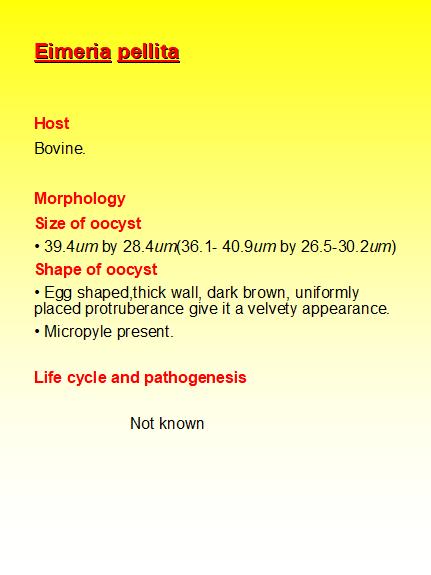 Eimeria pellita
Host
Bovine.
Morphology
Size of oocyst
• 39.4um by 28.4um(36.1- 40.9um by 26.5-30.2um)
Shape of oocyst
• Egg shaped,thick wall, dark brown, uniformly
placed protruberance give it a velvety appearance.
• Micropyle present.
Life cycle and pathogenesis
Not known